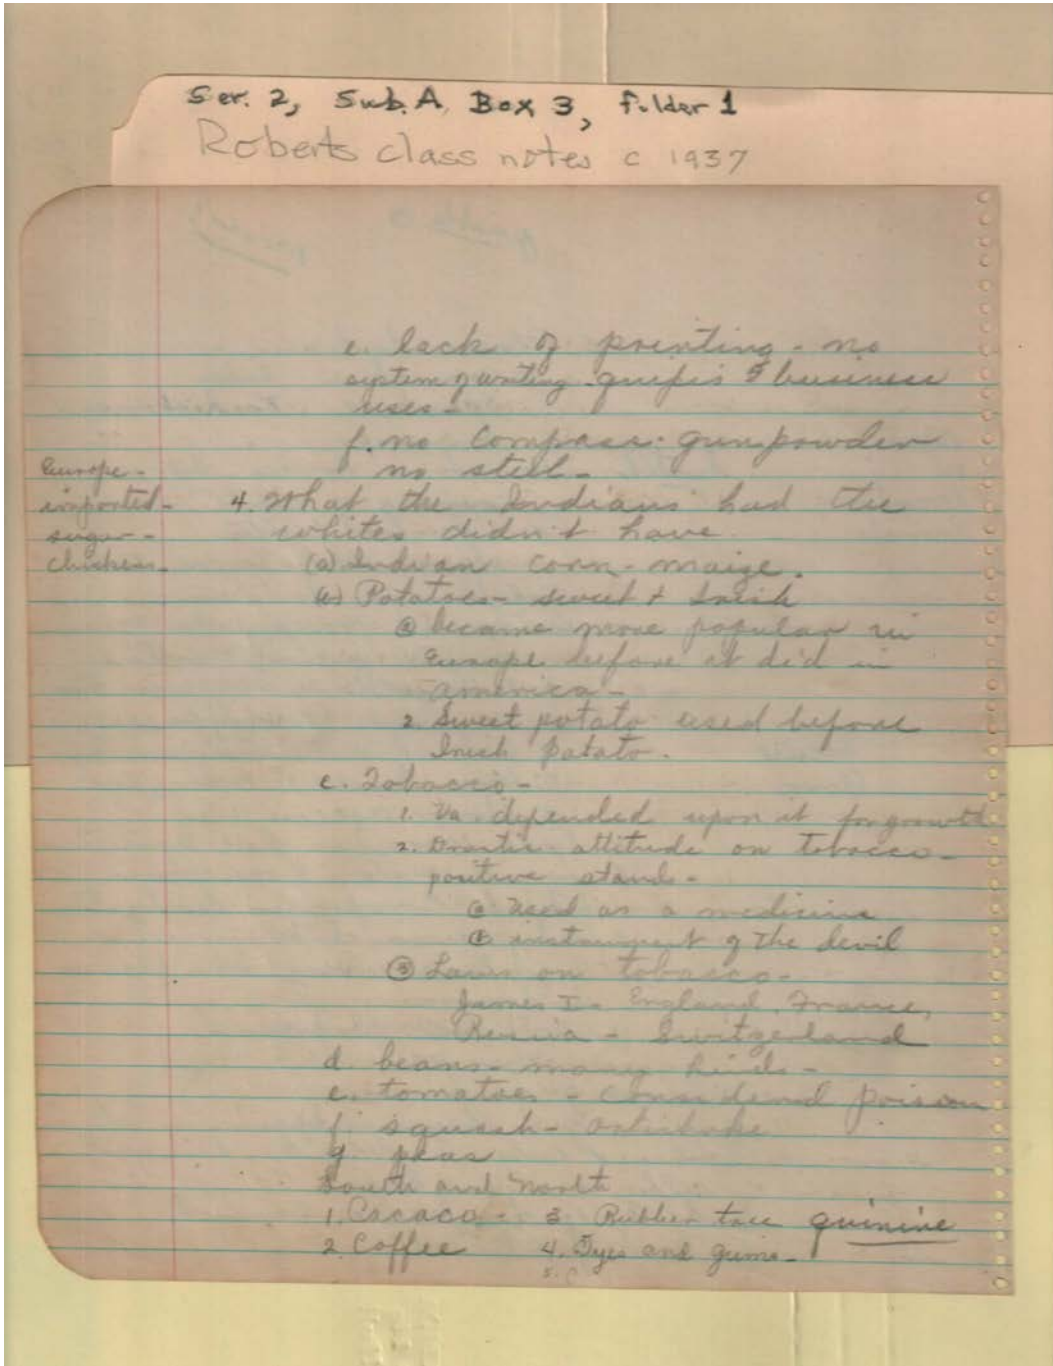 Ser. 2, Sub. A, Box 3, Folder 1
Roberts class notes c 1937
e. lack of printing - no
system of writing - business
uses -
f. no compass: gunpowder
no steel -
Europe -
imported -
sugar -
chickens -
4. What the Indians had the
whites didn't have
(a) Indian corn - maize.
Potatoes - sweet + Irish
(a) became more popular in
Europe before it did in
America -
2. Sweet potato used before
Irish potato.
c. Tobacco -
1. Va. depended upon it for growth
2. Drastic attitude on tobacco -
positive stands -
(a) Used as a medicine
(b) instrument of the devil
(3) Laws on tobacco -
James I - England, France,
Russia - Switzerland
d. beans - many kinds -
e. tomatoes - considered poison
f. squash - artichoke
g. peas
South and North
1. Cacao - 3. Rubber tree quinine
2. Coffee 4. Dyes and gums -
5.